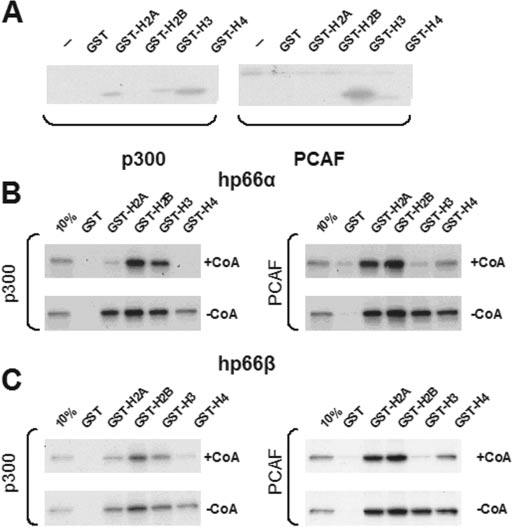 A
– GST GST-H2A GST-H2B GST-H3 GST-H4
– GST GST-H2A GST-H2B GST-H3 GST-H4
p300 PCAF
hp66α
B
10% GST GST-H2A GST-H2B GST-H3 GST-H4
10% GST GST-H2A GST-H2B GST-H3 GST-H4
p300
+CoA
-CoA
PCAF
+CoA
-CoA
hp66β
C
10% GST GST-H2A GST-H2B GST-H3 GST-H4
10% GST GST-H2A GST-H2B GST-H3 GST-H4
p300
+CoA
-CoA
PCAF
+CoA
-CoA